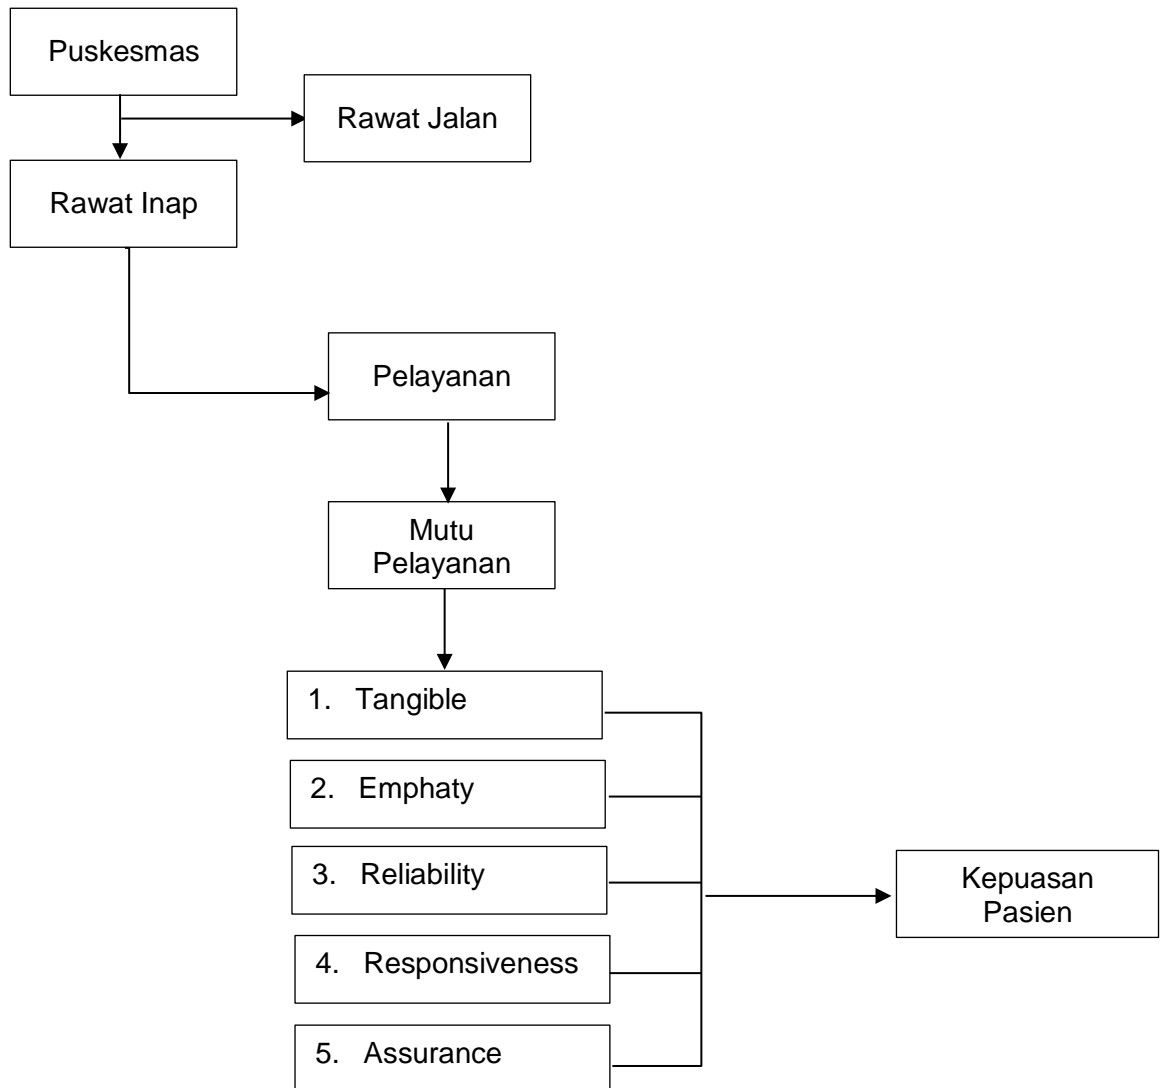 Puskesmas
Rawat Jalan
Rawat Inap
Pelayanan
Mutu
Pelayanan
1. Tangible
2. Emphaty
3. Reliability
4. Responsiveness
5. Assurance
Kepuasan
Pasien